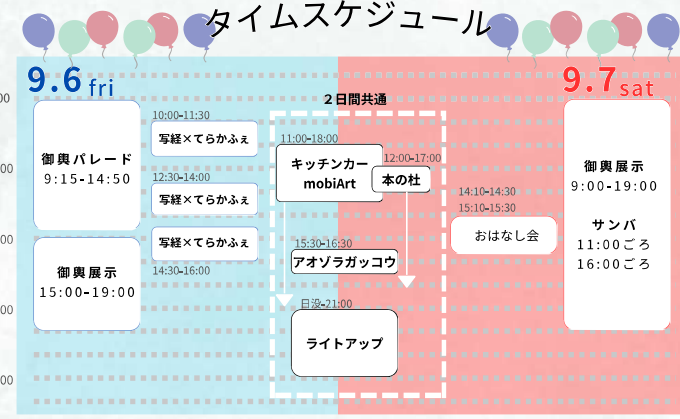 タイムスケジュール
9.6 fri
9.7 sat
２日間共通
00
00
00
00
00
御輿パレード
9:15-14:50
御輿展示
15:00-19:00
10:00-11:30
写経×てらかふぇ
12:30-14:00
写経×てらかふぇ
写経×てらかふぇ
14:30-16:00
11:00-18:00
キッチンカー
mobiArt
12:00-17:00
本の杜
15:30-16:30
アオゾラガッコウ
日没-21:00
ライトアップ
14:10-14:30
15:10-15:30
おはなし会
御輿展示
9:00-19:00
サンバ
11:00ごろ
16:00ごろ